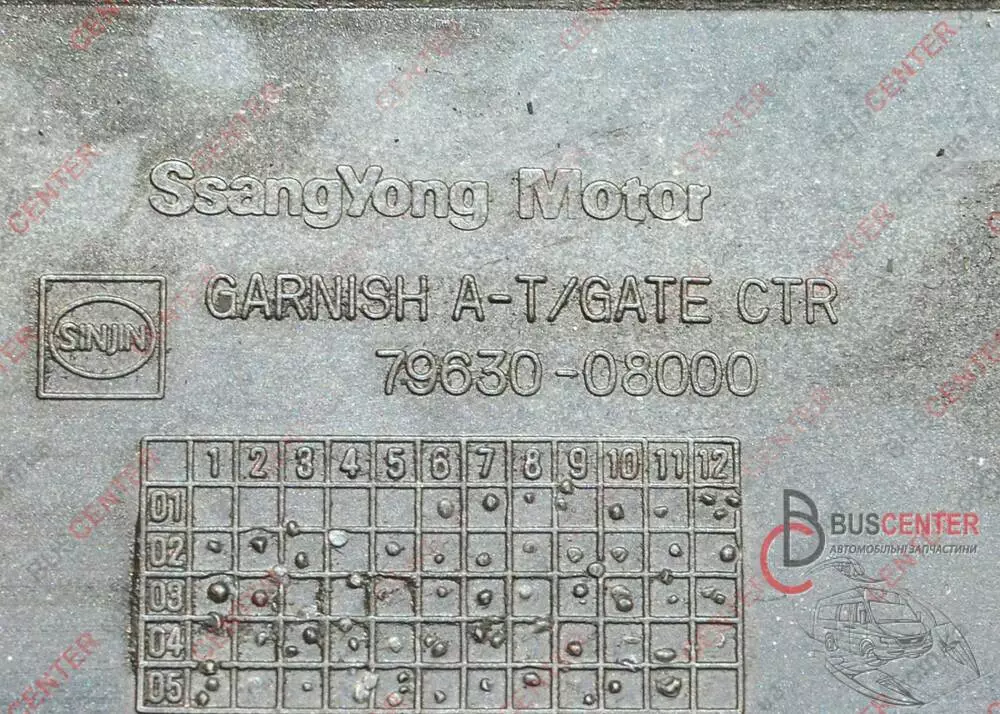 SsangYong Motor
SINJIN
GARNISH A-T/GATE CTR
79630-08000
1 2 3 4 5 6 7 8 9 10 11 12
01
02
03
04
05
BUSCENTER
АВТОМОБІЛЬНІ ЗАПЧАСТИНИ